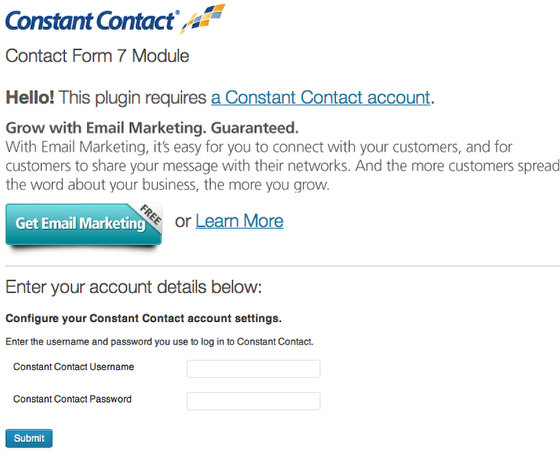 Constant Contact®
Contact Form 7 Module
Hello! This plugin requires a Constant Contact account.
Grow with Email Marketing. Guaranteed.
With Email Marketing, it's easy for you to connect with your customers, and for
customers to share your message with their networks. And the more customers spread
the word about your business, the more you grow.
Get Email Marketing FREE or Learn More
Enter your account details below:
Configure your Constant Contact account settings.
Enter the username and password you use to log in to Constant Contact.
Constant Contact Username
Constant Contact Password
Submit